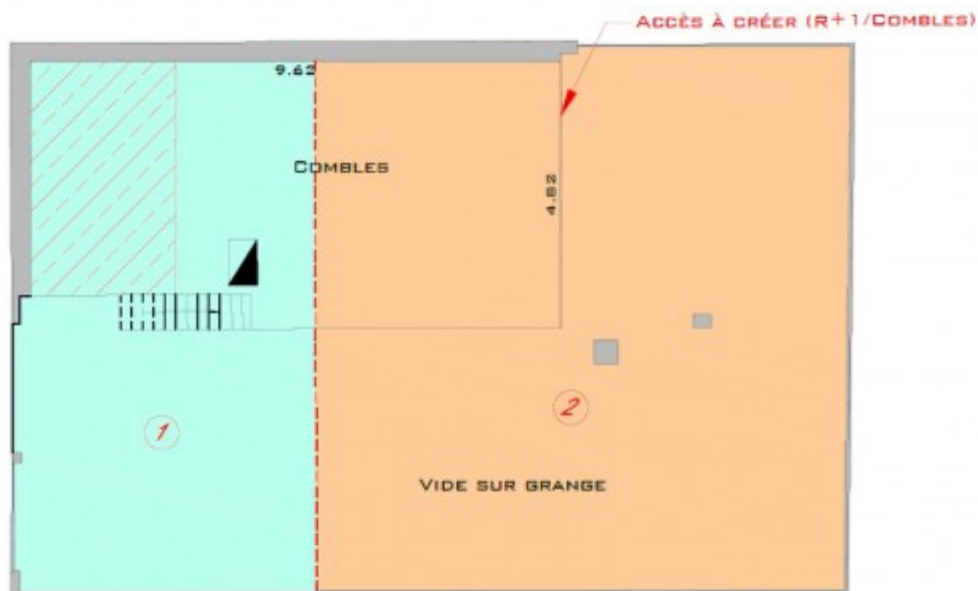 ACCÈS À CRÉER (R+1/COMBLES)
9.62
COMBLES
4.82
1
2
VIDE SUR GRANGE